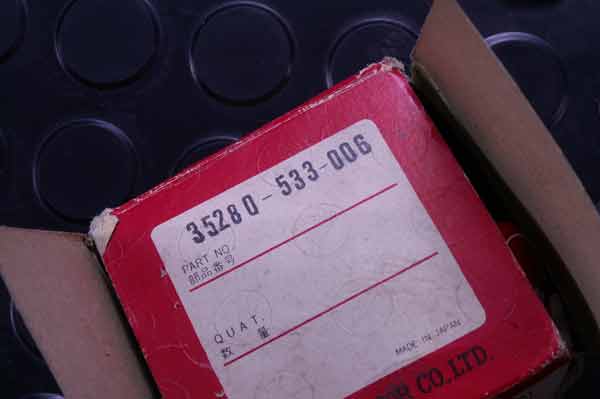 35280-533-006
PART NO.
部品番号
QUAT.
数 量
MADE IN JAPAN
CO.,LTD.